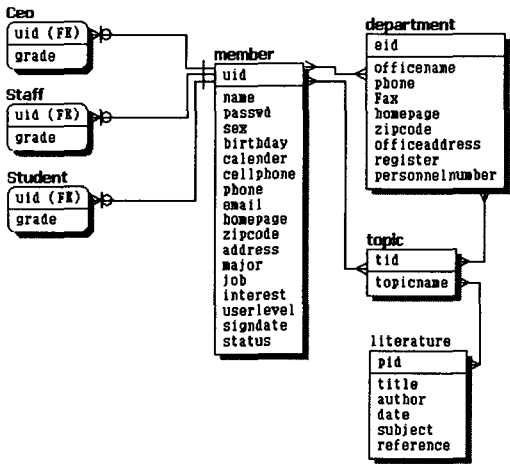 Ceo
uid (FK)
grade
Staff
uid (FK)
grade
Student
uid (FK)
grade
member
uid
name
passwd
sex
birthday
calender
cellphone
phone
email
homepage
zipcode
address
major
job
interest
userlevel
signdate
status
department
eid
officename
phone
Fax
homepage
zipcode
officeaddress
register
personnelnumber
topic
tid
topicname
literature
pid
title
author
date
subject
reference